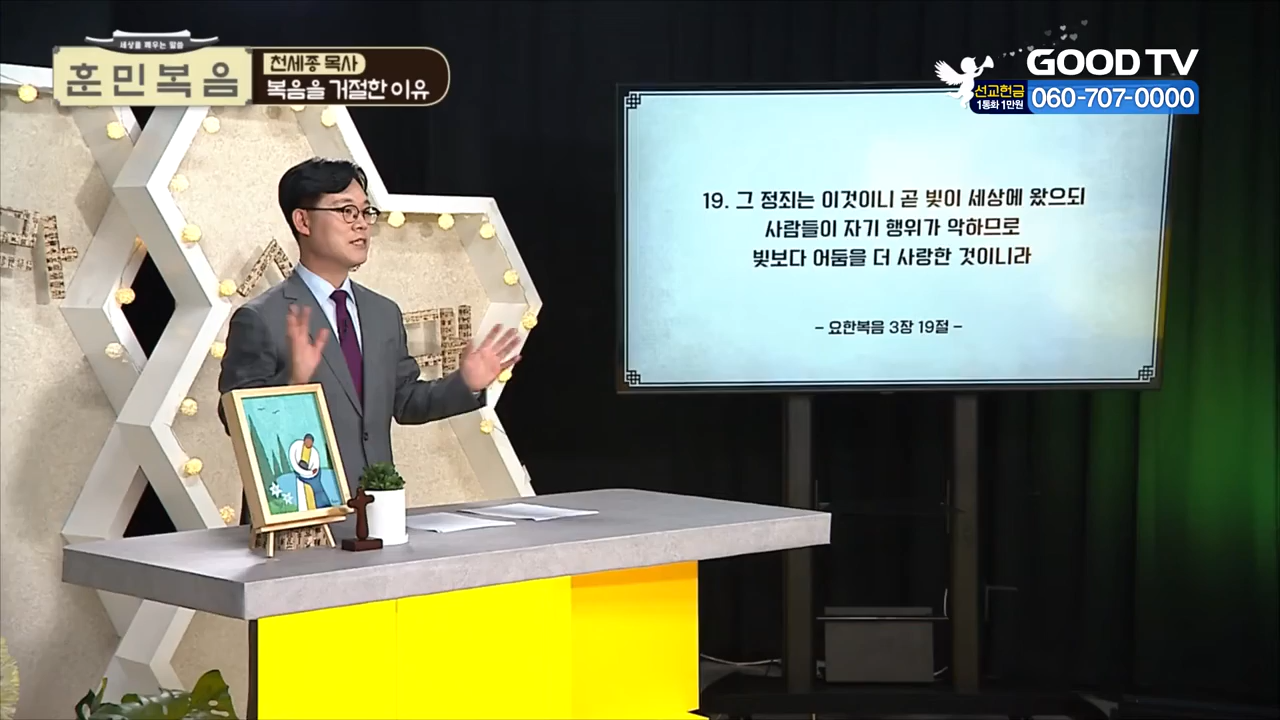 세상을 깨우는 말씀
훈민복음
천세종 목사
복음을 거절한 이유
GOOD TV
선교헌금
1통화 1만원
060-707-0000
19. 그 정죄는 이것이니 곧 빛이 세상에 왔으되
사람들이 자기 행위가 악하므로
빛보다 어둠을 더 사랑한 것이니라
– 요한복음 3장 19절 –